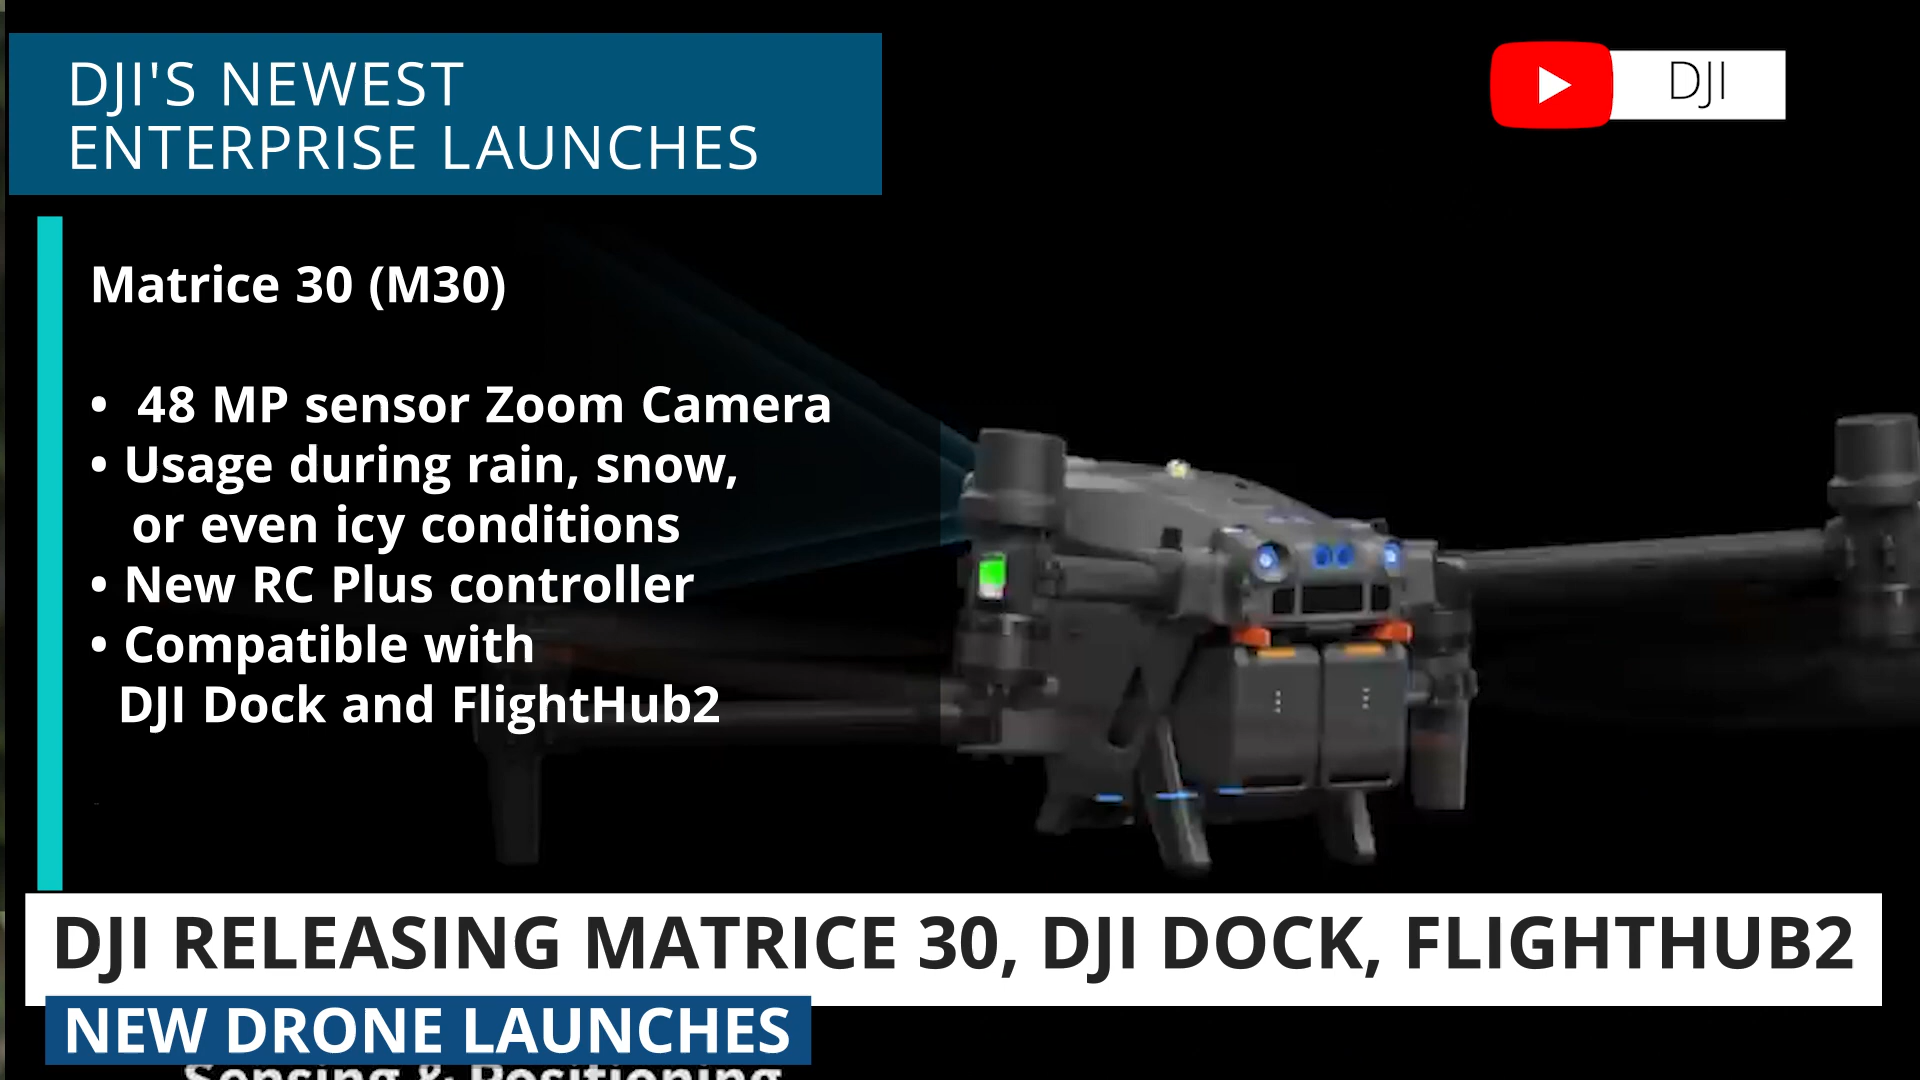 DJI'S NEWEST
ENTERPRISE LAUNCHES
DJI
Matrice 30 (M30)
• 48 MP sensor Zoom Camera
• Usage during rain, snow,
or even icy conditions
• New RC Plus controller
• Compatible with
DJI Dock and FlightHub2
DJI RELEASING MATRICE 30, DJI DOCK, FLIGHTHUB2
NEW DRONE LAUNCHES
Sensing & Positioning